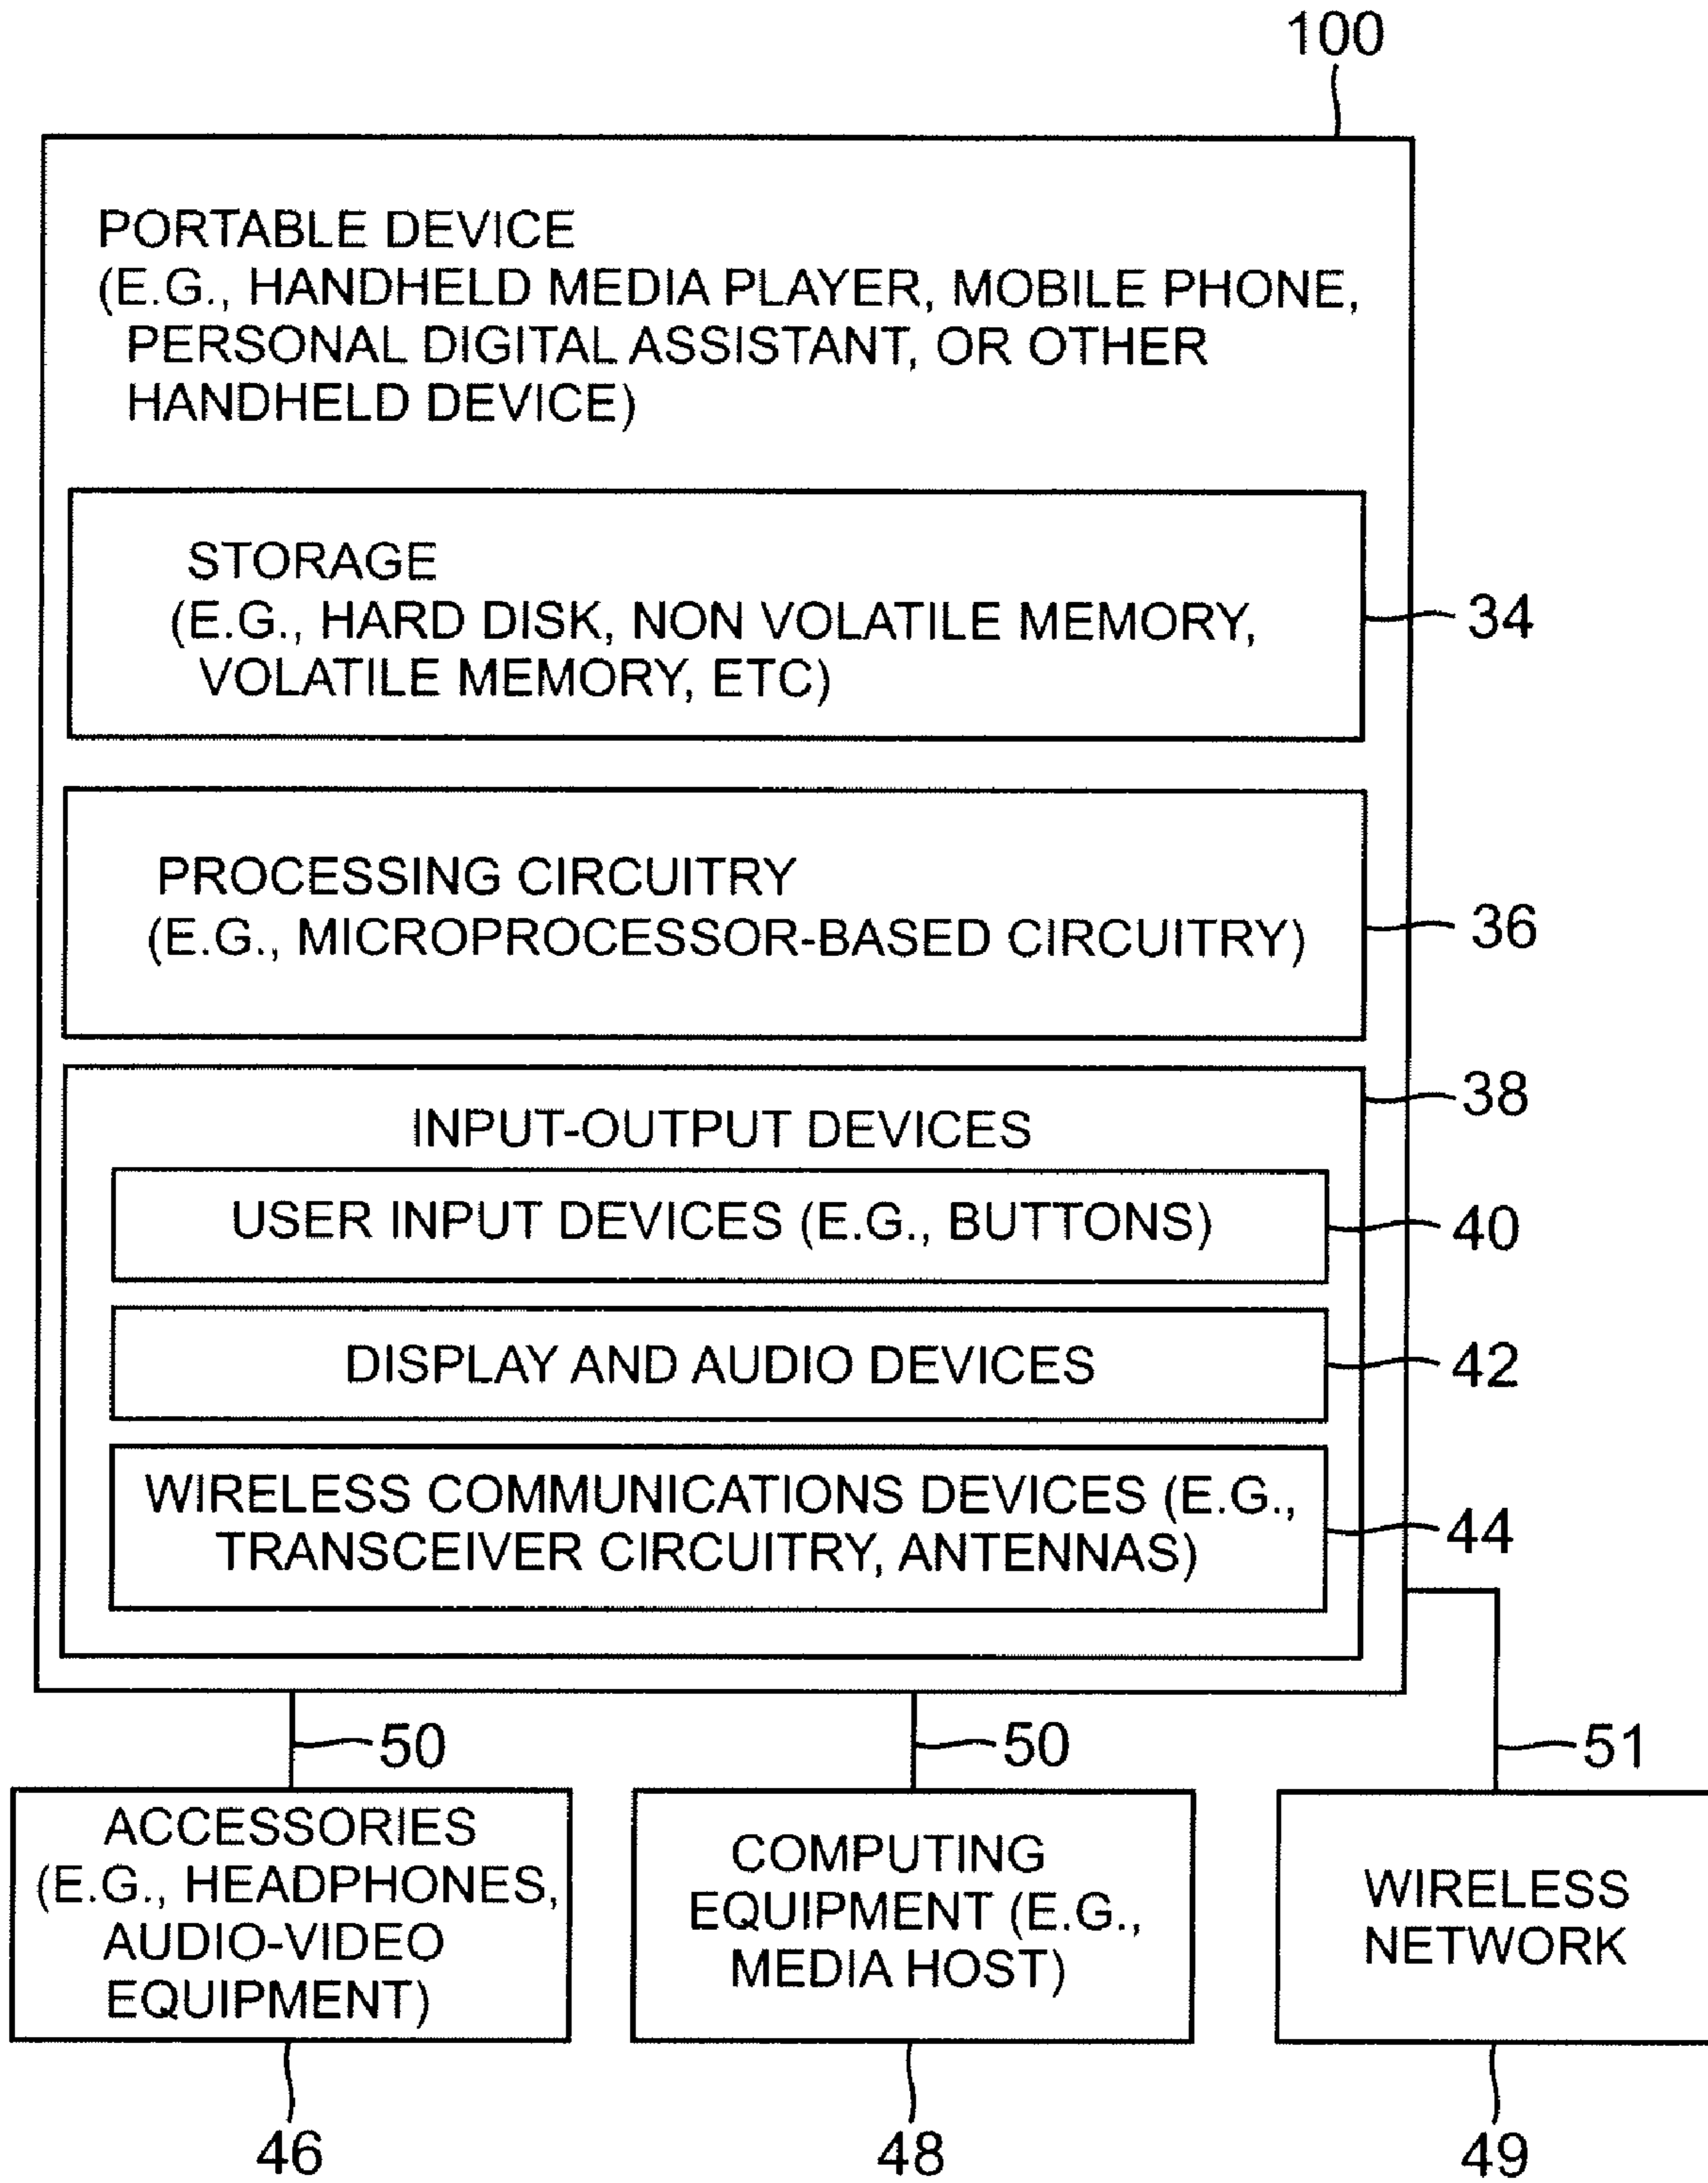 100
PORTABLE DEVICE
(E.G., HANDHELD MEDIA PLAYER, MOBILE PHONE,
PERSONAL DIGITAL ASSISTANT, OR OTHER
HANDHELD DEVICE)
STORAGE
(E.G., HARD DISK, NON VOLATILE MEMORY,
VOLATILE MEMORY, ETC)
34
PROCESSING CIRCUITRY
(E.G., MICROPROCESSOR-BASED CIRCUITRY)
36
38
INPUT-OUTPUT DEVICES
USER INPUT DEVICES (E.G., BUTTONS)
40
DISPLAY AND AUDIO DEVICES
42
WIRELESS COMMUNICATIONS DEVICES (E.G.,
TRANSCEIVER CIRCUITRY, ANTENNAS)
44
50
50
51
ACCESSORIES
(E.G., HEADPHONES,
AUDIO-VIDEO
EQUIPMENT)
COMPUTING
EQUIPMENT (E.G.,
MEDIA HOST)
WIRELESS
NETWORK
46
48
49